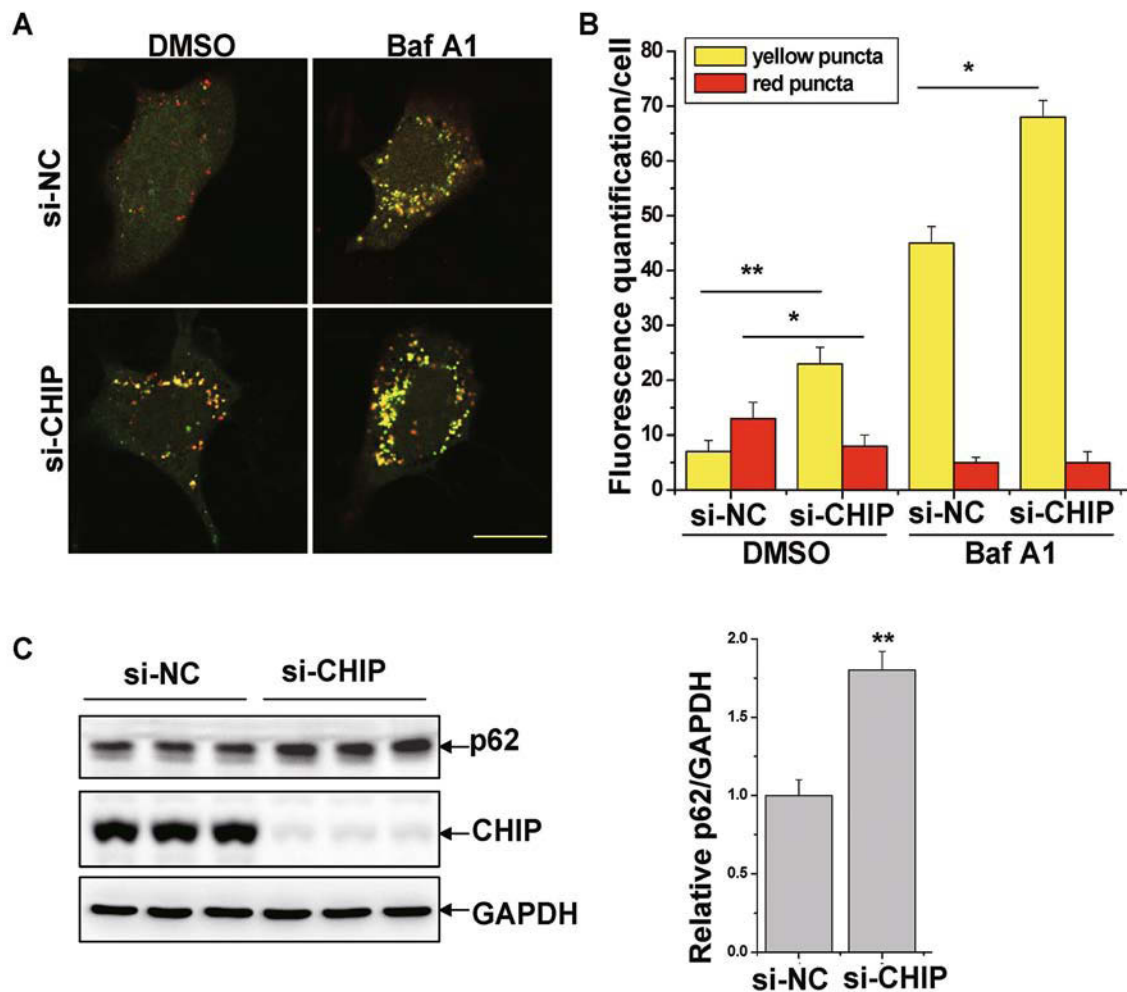 A
DMSO
Baf A1
si-NC
si-CHIP
B
Fluorescence quantification/cell
80
70
60
50
40
30
20
10
0
yellow puncta
red puncta
**
*
*
si-NC
si-CHIP
si-NC
si-CHIP
DMSO
Baf A1
C
si-NC
si-CHIP
p62
CHIP
GAPDH
Relative p62/GAPDH
2.0
1.5
1.0
0.5
0.0
**
si-NC
si-CHIP